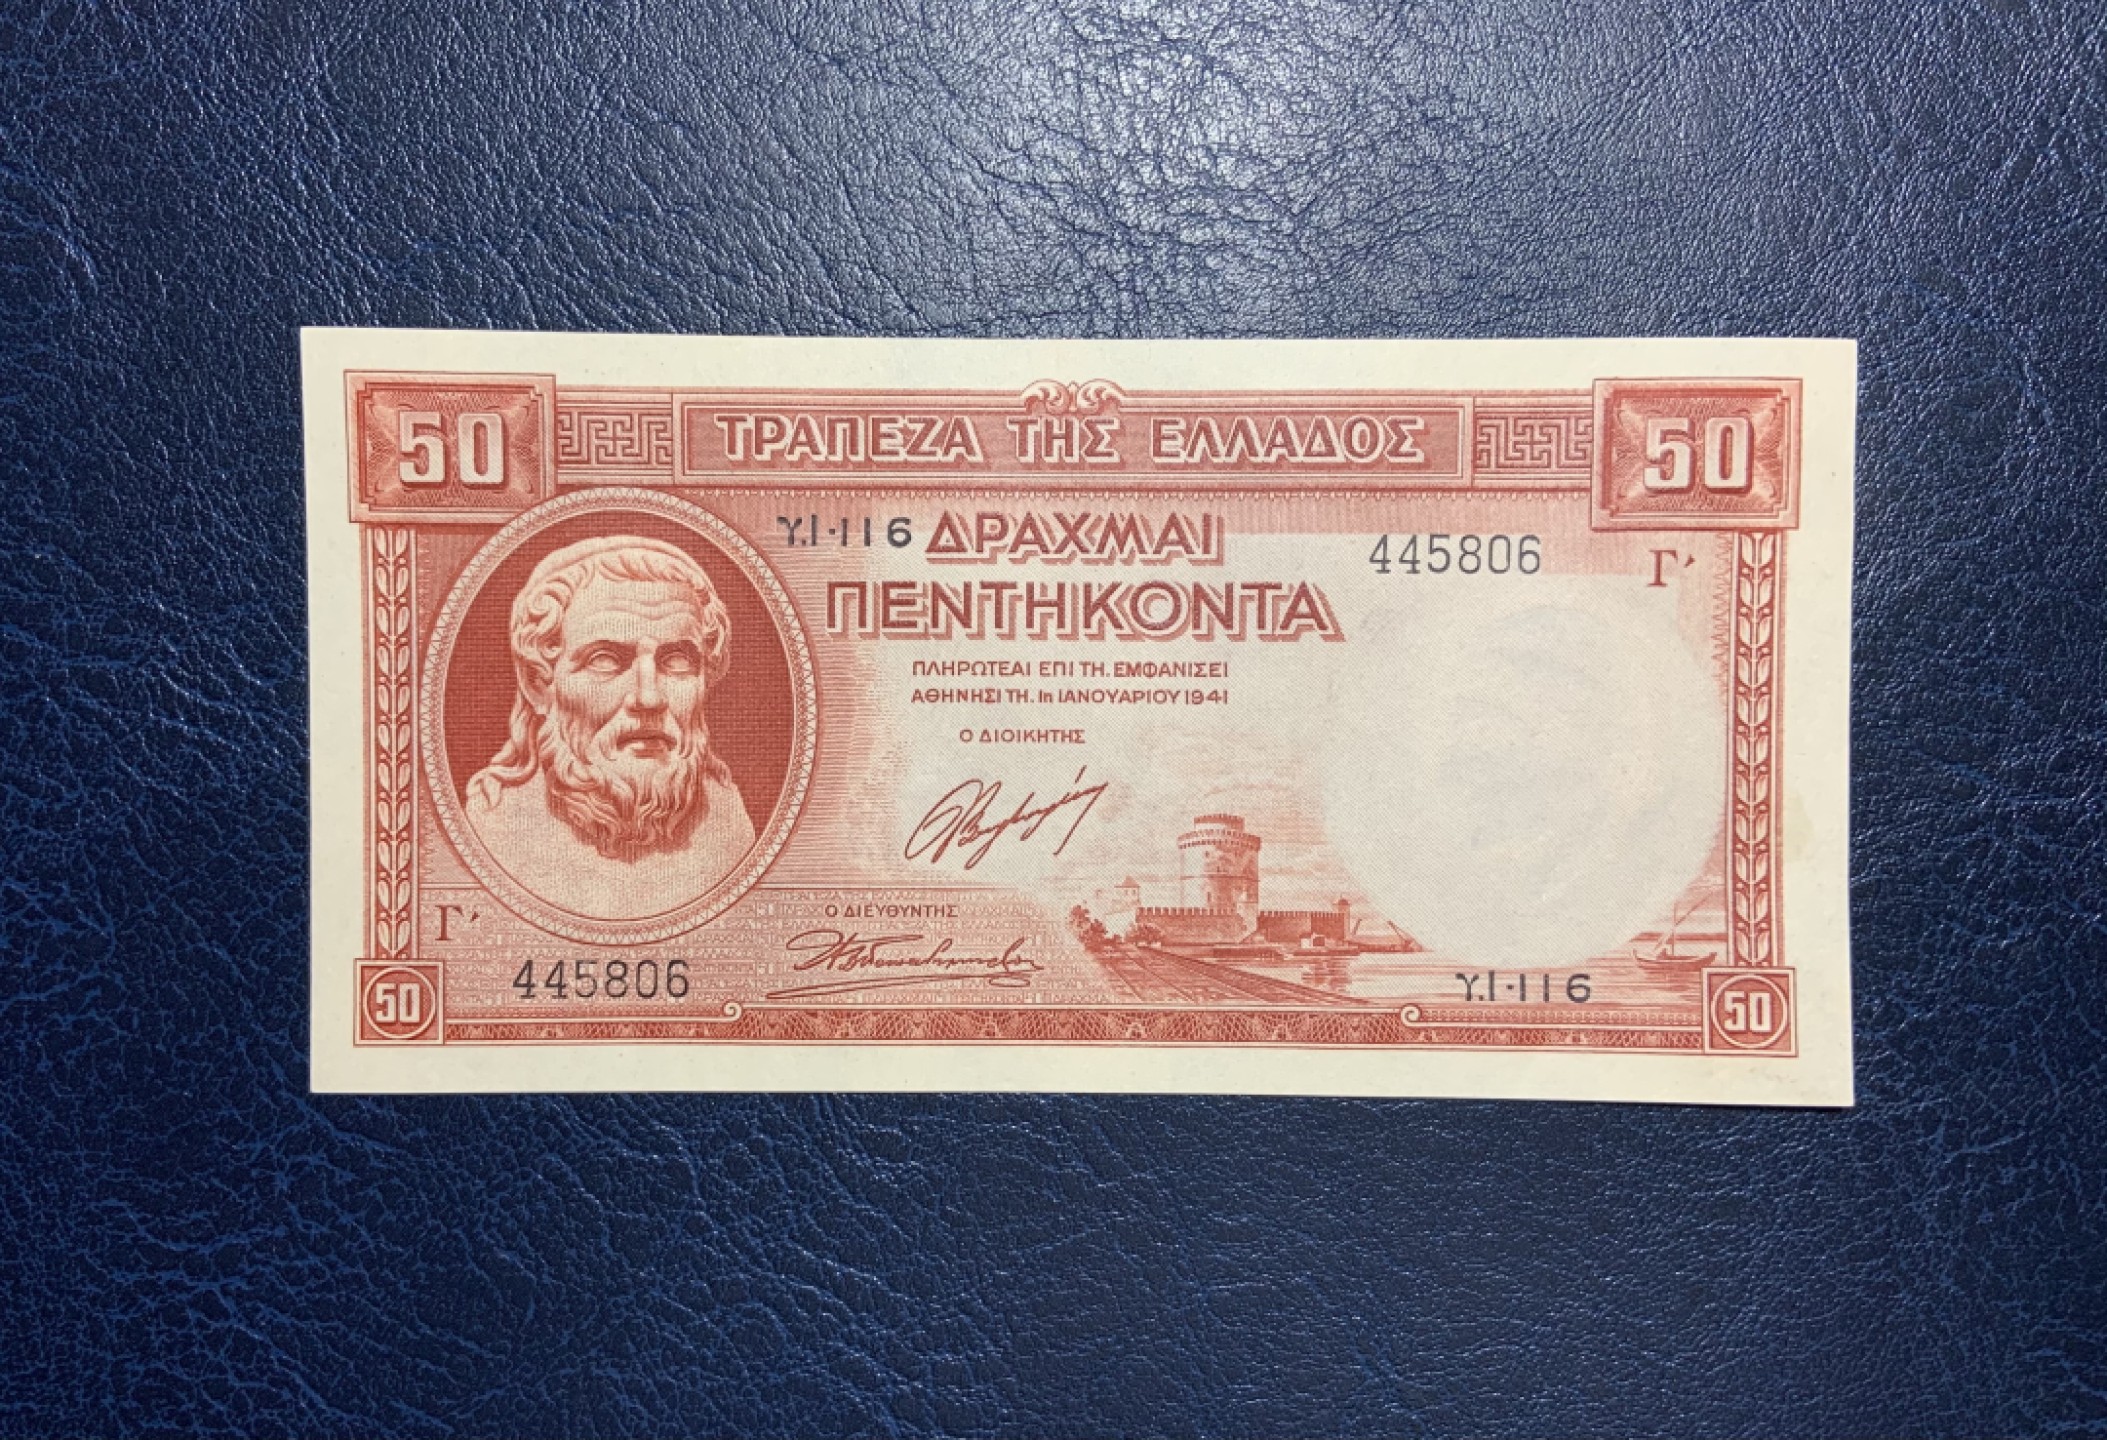 50 ΤΡΑΠΕΖΑ ΤΗΣ ΕΛΛΑΔΟΣ 50
Υ.Ι·116 ΔΡΑΧΜΑΙ 445806 Γ′
ΠΕΝΤΗΚΟΝΤΑ
ΠΛΗΡΩΤΕΑΙ ΕΠΙ ΤΗ. ΕΜΦΑΝΙΣΕΙ
ΑΘΗΝΗΣΙ ΤΗ. 1η ΙΑΝΟΥΑΡΙΟΥ 1941
Ο ΔΙΟΙΚΗΤΗΣ
Γ′ Ο ΔΙΕΥΘΥΝΤΗΣ
445806 Υ.Ι·116
50 50